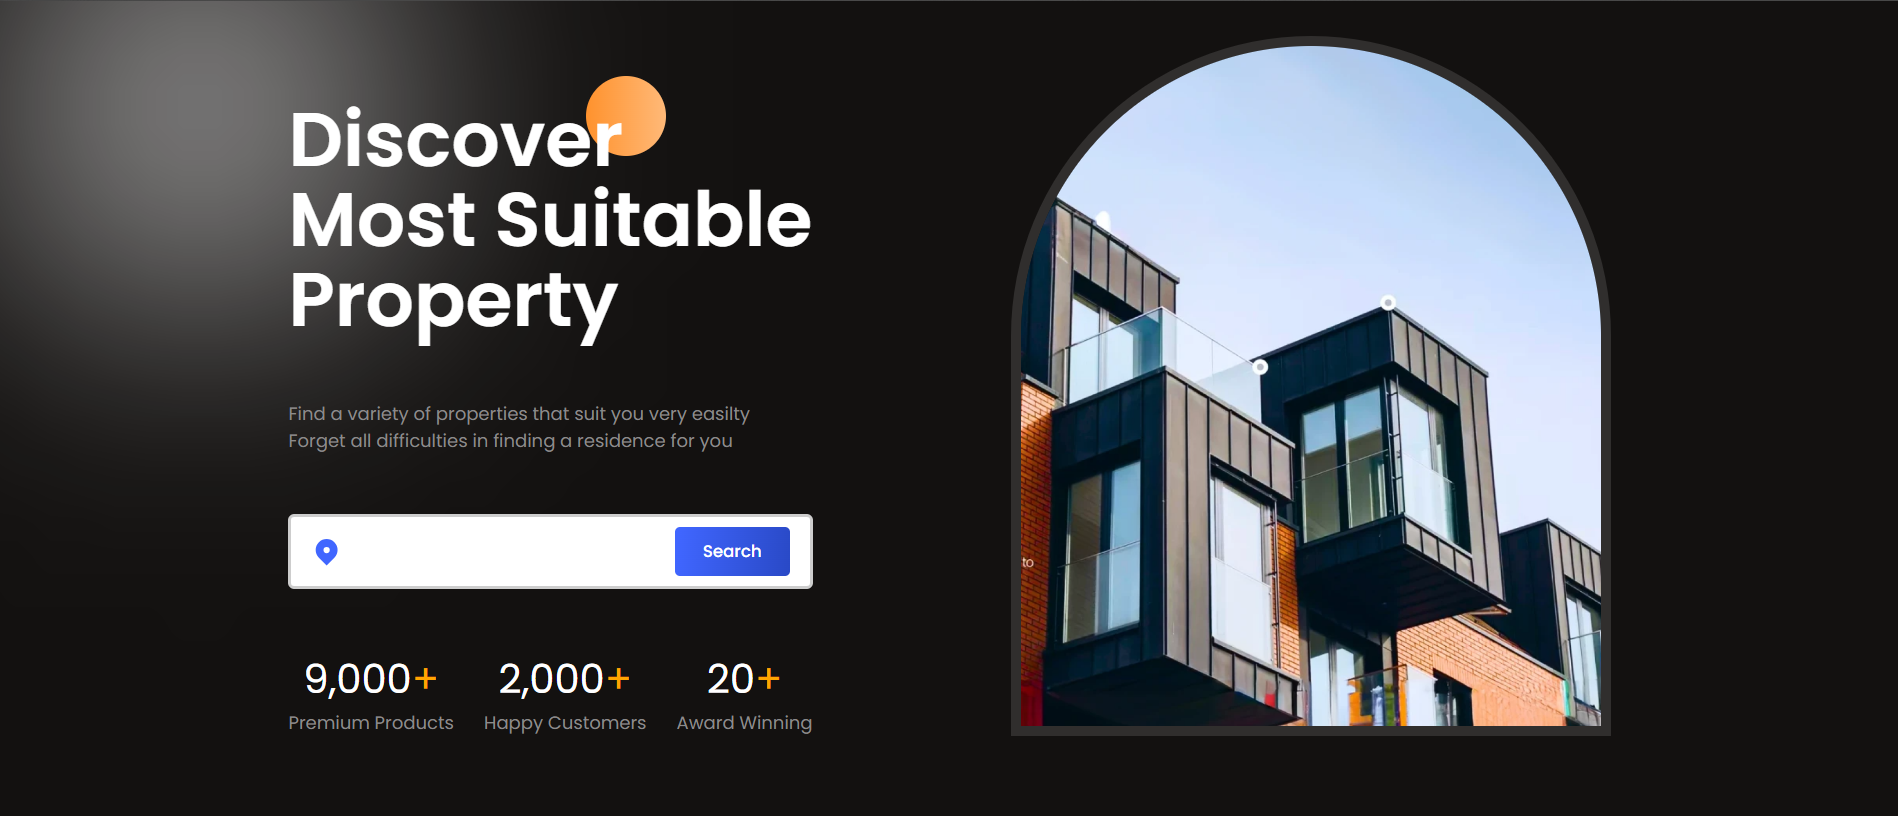 Discover
Most Suitable
Property
Find a variety of properties that suit you very easilty
Forget all difficulties in finding a residence for you
Search
9,000+
2,000+
20+
Premium Products
Happy Customers
Award Winning
to